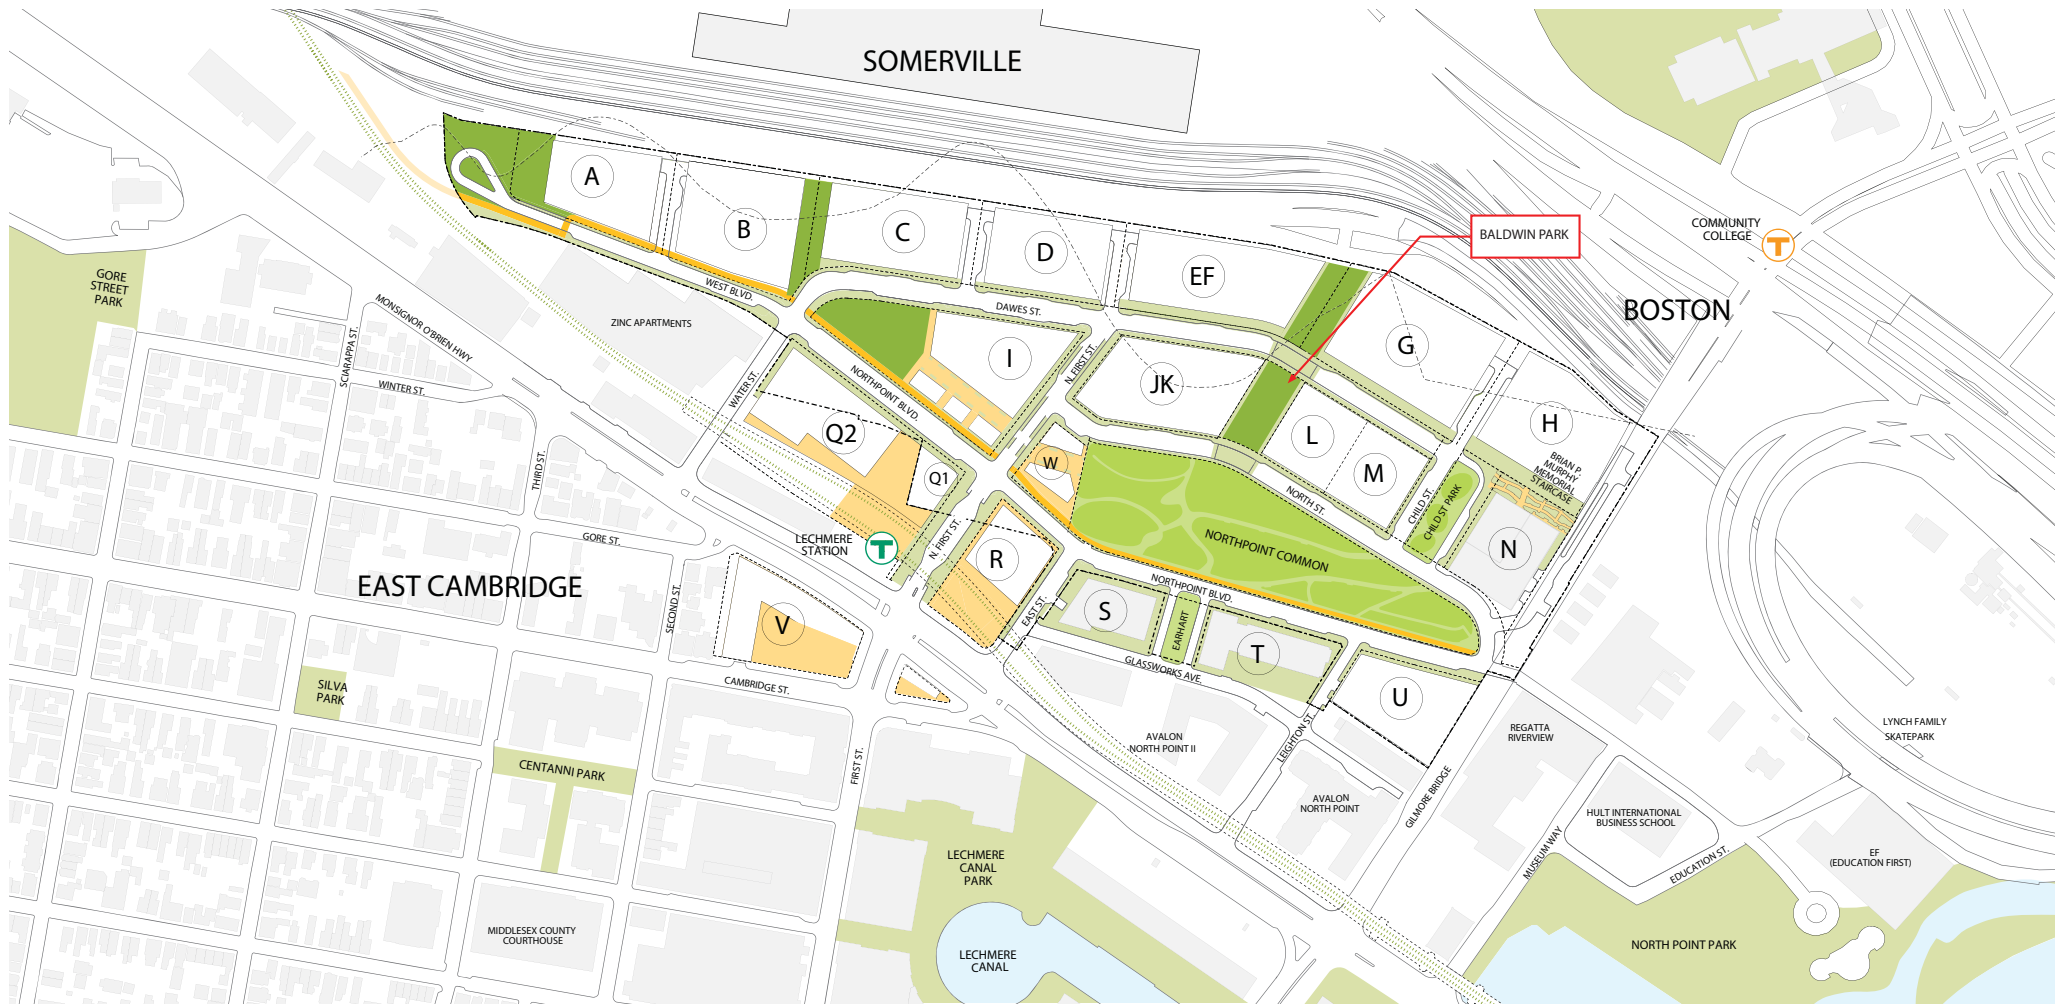 SOMERVILLE
COMMUNITY
COLLEGE
T
BALDWIN PARK
BOSTON
A
B
C
D
EF
G
H
I
JK
L
M
N
Q2
Q1
W
R
S
T
U
V
GORE
STREET
PARK
MONSIGNOR O'BRIEN HWY
SCIARAPPA ST.
WINTER ST.
THIRD ST.
GORE ST.
SECOND ST.
ZINC APARTMENTS
WEST BLVD.
WATER ST.
DAWES ST.
N. FIRST ST.
NORTHPOINT BLVD.
NORTH ST.
CHILD ST.
CHILD ST PARK
BRIAN P.
MURPHY
MEMORIAL
STAIRCASE
NORTHPOINT COMMON
NORTHPOINT BLVD.
LECHMERE
STATION
T
N. FIRST ST.
EAST ST.
EARHART
GLASSWORKS AVE.
LEIGHTON ST.
EAST CAMBRIDGE
CAMBRIDGE ST.
FIRST ST.
SILVA
PARK
CENTANNI PARK
MIDDLESEX COUNTY
COURTHOUSE
AVALON
NORTH POINT II
AVALON
NORTH POINT
GILMORE BRIDGE
REGATTA
RIVERVIEW
LYNCH FAMILY
SKATEPARK
HULT INTERNATIONAL
BUSINESS SCHOOL
MUSEUM WAY
EDUCATION ST.
EF
(EDUCATION FIRST)
LECHMERE
CANAL
PARK
LECHMERE
CANAL
NORTH POINT PARK